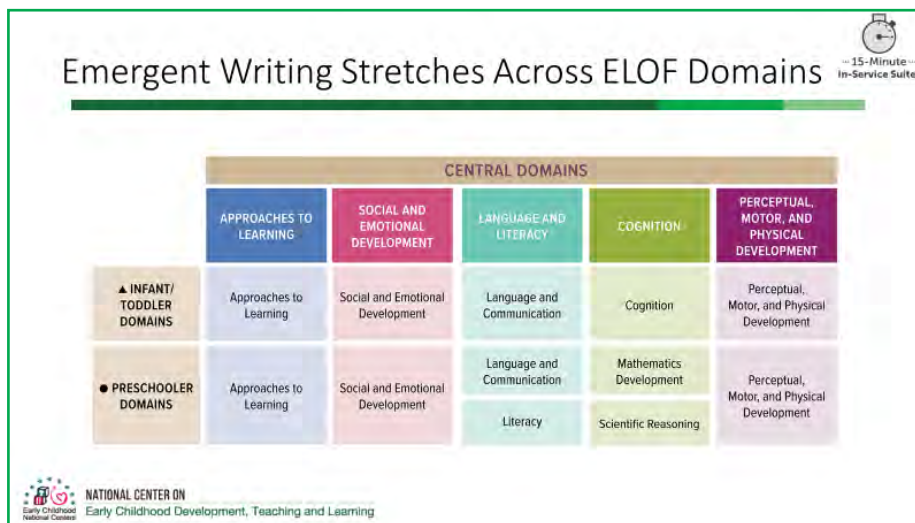 Emergent Writing Stretches Across ELOF Domains
15-Minute
In-Service Suite
CENTRAL DOMAINS
APPROACHES TO
LEARNING
SOCIAL AND
EMOTIONAL
DEVELOPMENT
LANGUAGE AND
LITERACY
COGNITION
PERCEPTUAL,
MOTOR, AND
PHYSICAL
DEVELOPMENT
▲ INFANT/
TODDLER
DOMAINS
Approaches to
Learning
Social and Emotional
Development
Language and
Communication
Cognition
Perceptual,
Motor, and Physical
Development
● PRESCHOOLER
DOMAINS
Approaches to
Learning
Social and Emotional
Development
Language and
Communication
Literacy
Mathematics
Development
Scientific Reasoning
Perceptual,
Motor, and Physical
Development
Early Childhood
National Centers
NATIONAL CENTER ON
Early Childhood Development, Teaching and Learning